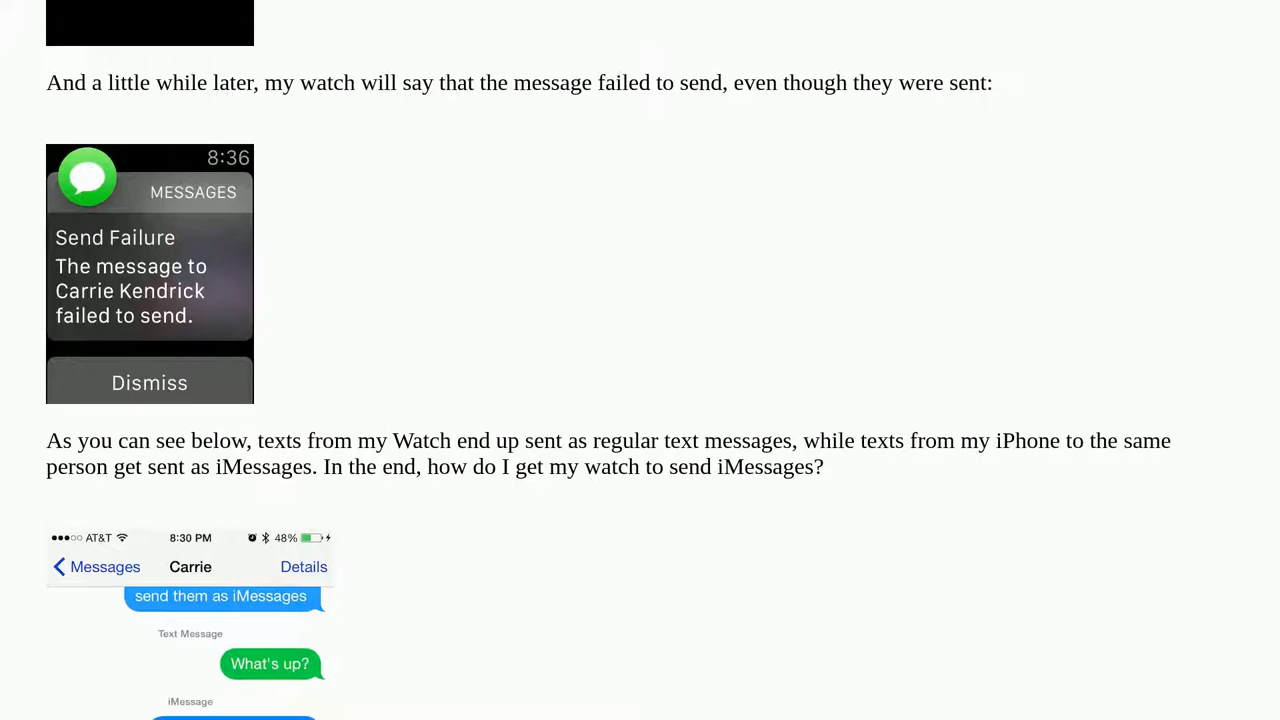 And a little while later, my watch will say that the message failed to send, even though they were sent:
8:36
MESSAGES
Send Failure
The message to
Carrie Kendrick
failed to send.
Dismiss
As you can see below, texts from my Watch end up sent as regular text messages, while texts from my iPhone to the same
person get sent as iMessages. In the end, how do I get my watch to send iMessages?
AT&T 8:30 PM 48%
Messages Carrie Details
send them as iMessages
Text Message
What's up?
iMessage